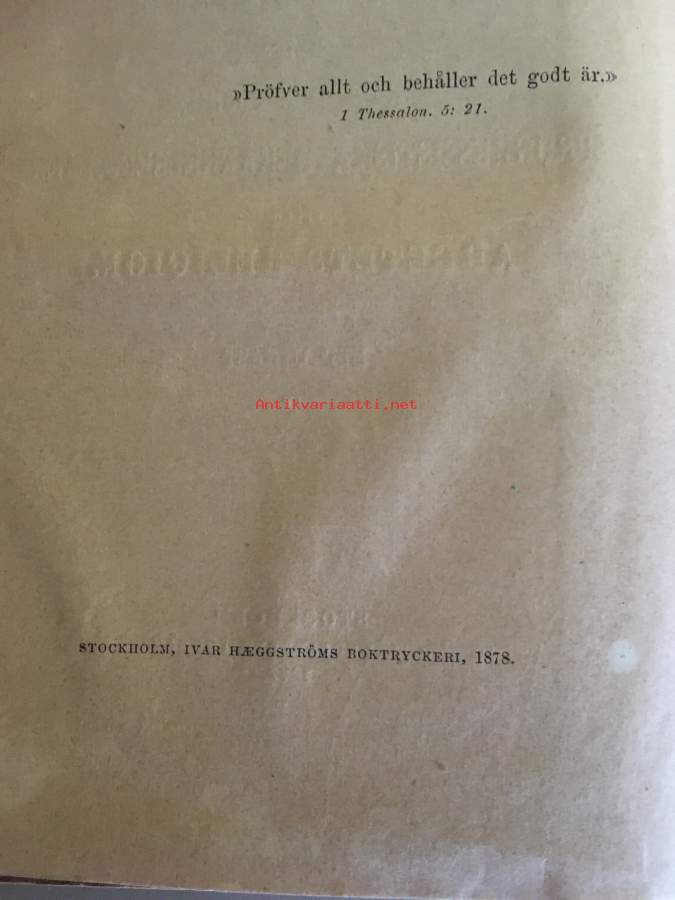 »Pröfver allt och behåller det godt är.»
1 Thessalon. 5: 21.
Antikvariaatti.net
STOCKHOLM, IVAR HÆGGSTRÖMS BOKTRYCKERI, 1878.